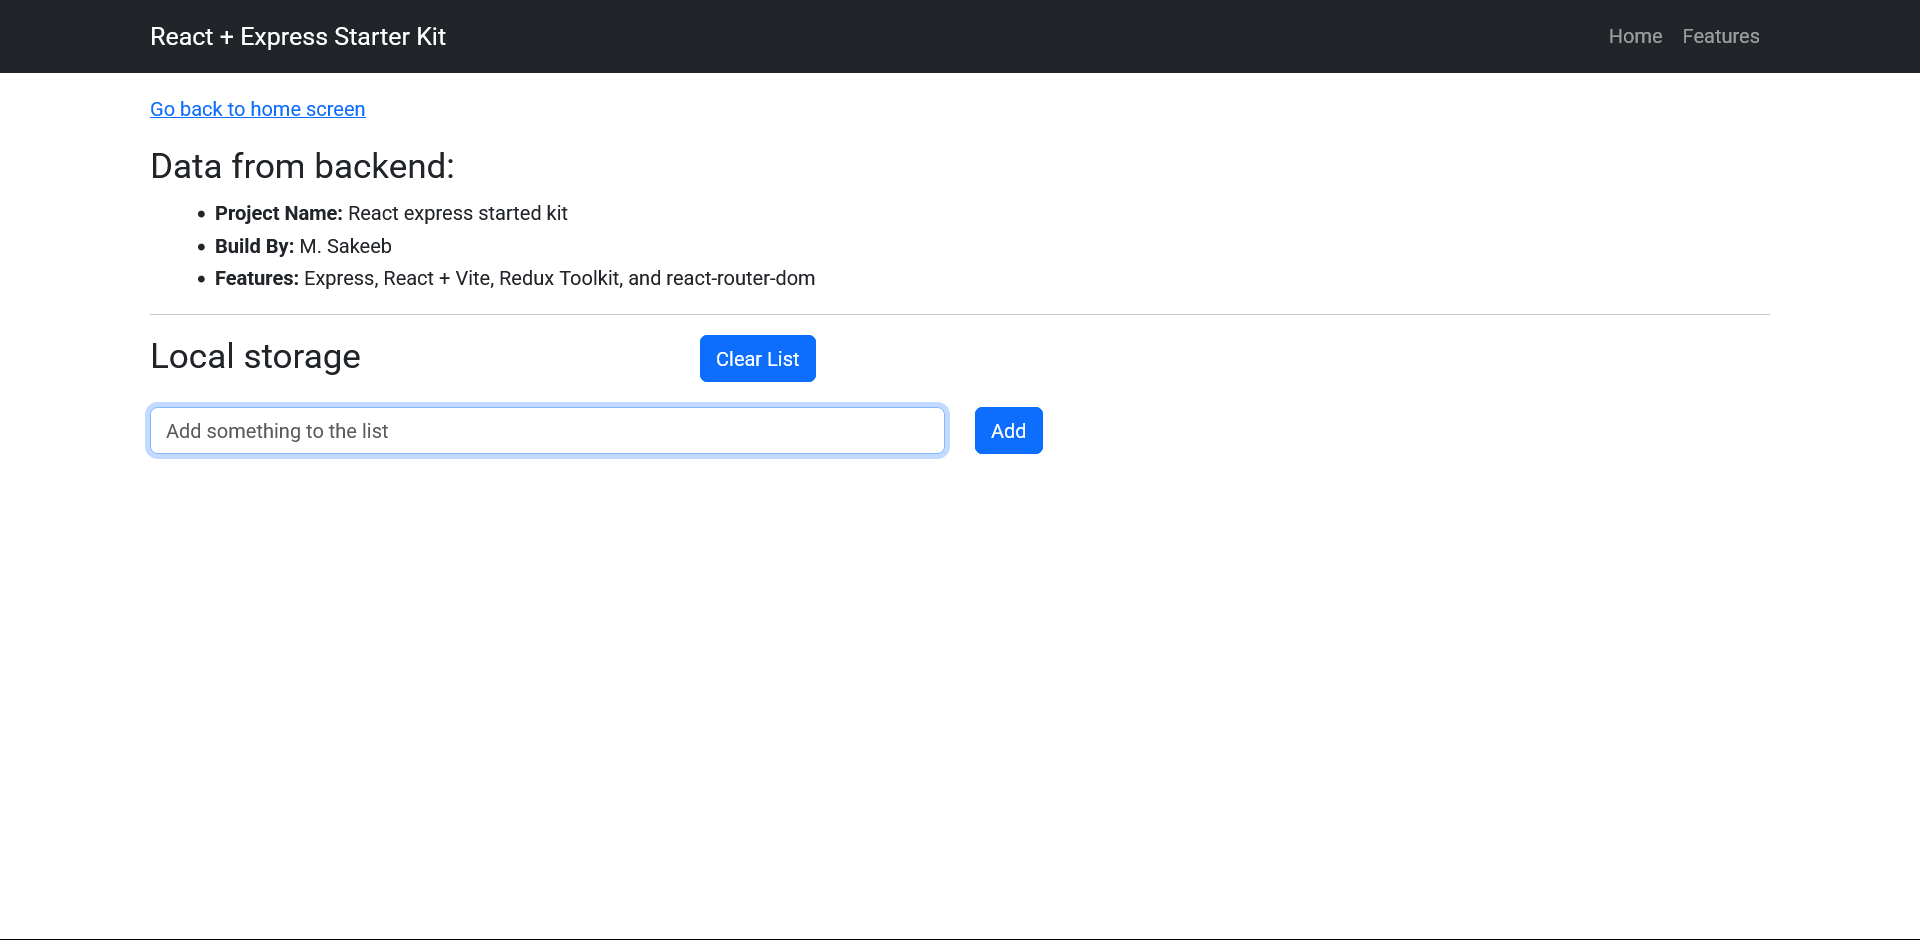 React + Express Starter Kit
Home Features
Go back to home screen
Data from backend:
Project Name: React express started kit
Build By: M. Sakeeb
Features: Express, React + Vite, Redux Toolkit, and react-router-dom
Local storage
Clear List
Add something to the list
Add